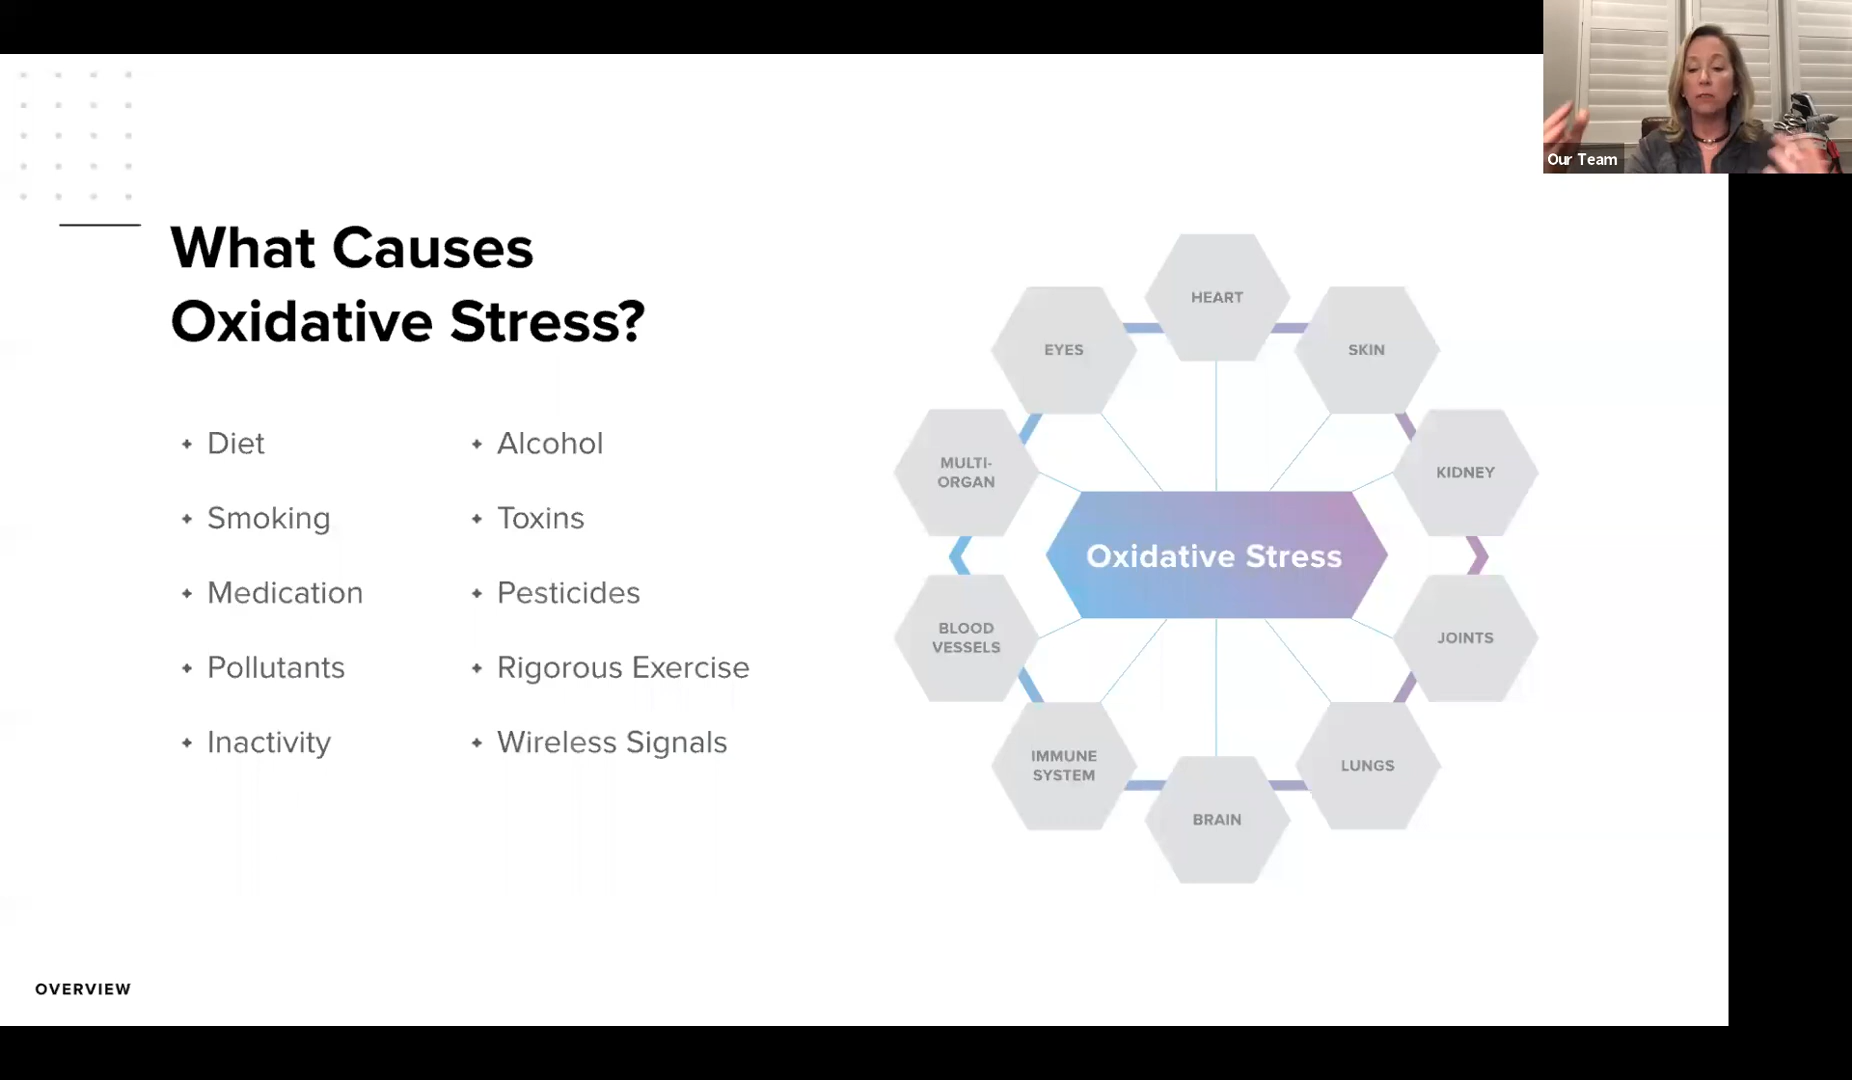 Our Team
What Causes
Oxidative Stress?
Diet
Smoking
Medication
Pollutants
Inactivity
Alcohol
Toxins
Pesticides
Rigorous Exercise
Wireless Signals
HEART
SKIN
KIDNEY
JOINTS
LUNGS
BRAIN
IMMUNE
SYSTEM
BLOOD
VESSELS
MULTI-
ORGAN
EYES
Oxidative Stress
OVERVIEW